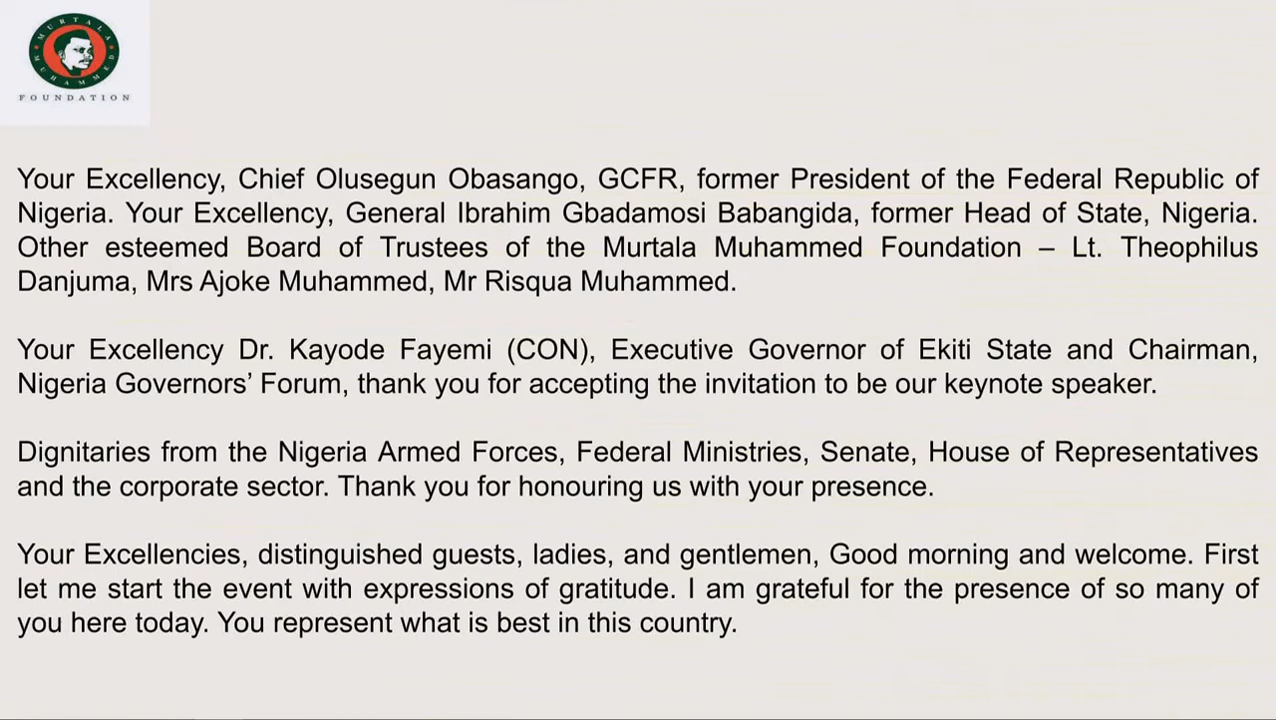 MURTALA
MUHAMMED
FOUNDATION
Your Excellency, Chief Olusegun Obasango, GCFR, former President of the Federal Republic of
Nigeria. Your Excellency, General Ibrahim Gbadamosi Babangida, former Head of State, Nigeria.
Other esteemed Board of Trustees of the Murtala Muhammed Foundation – Lt. Theophilus
Danjuma, Mrs Ajoke Muhammed, Mr Risqua Muhammed.
Your Excellency Dr. Kayode Fayemi (CON), Executive Governor of Ekiti State and Chairman,
Nigeria Governors’ Forum, thank you for accepting the invitation to be our keynote speaker.
Dignitaries from the Nigeria Armed Forces, Federal Ministries, Senate, House of Representatives
and the corporate sector. Thank you for honouring us with your presence.
Your Excellencies, distinguished guests, ladies, and gentlemen, Good morning and welcome. First
let me start the event with expressions of gratitude. I am grateful for the presence of so many of
you here today. You represent what is best in this country.